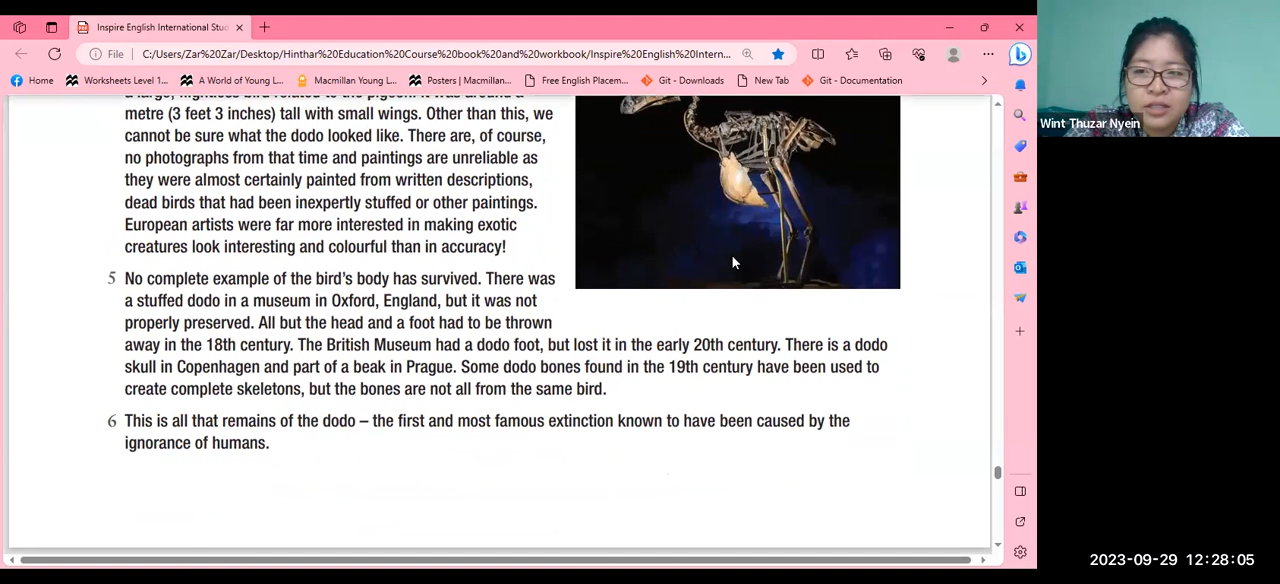 Inspire English International Stu
File
C:/Users/Zar%20Zar/Desktop/Hinthar%20Education%20Course%20book%20and%20workbook/Inspire%20English%20Intern...
Home
Worksheets Level 1...
A World of Young L...
Macmillan Young L...
Posters | Macmillan...
Free English Placem...
Git - Downloads
New Tab
Git - Documentation
metre (3 feet 3 inches) tall with small wings. Other than this, we
cannot be sure what the dodo looked like. There are, of course,
no photographs from that time and paintings are unreliable as
they were almost certainly painted from written descriptions,
dead birds that had been inexpertly stuffed or other paintings.
European artists were far more interested in making exotic
creatures look interesting and colourful than in accuracy!
5 No complete example of the bird's body has survived. There was
a stuffed dodo in a museum in Oxford, England, but it was not
properly preserved. All but the head and a foot had to be thrown
away in the 18th century. The British Museum had a dodo foot, but lost it in the early 20th century. There is a dodo
skull in Copenhagen and part of a beak in Prague. Some dodo bones found in the 19th century have been used to
create complete skeletons, but the bones are not all from the same bird.
6 This is all that remains of the dodo – the first and most famous extinction known to have been caused by the
ignorance of humans.
Wint Thuzar Nyein
2023-09-29 12:28:05